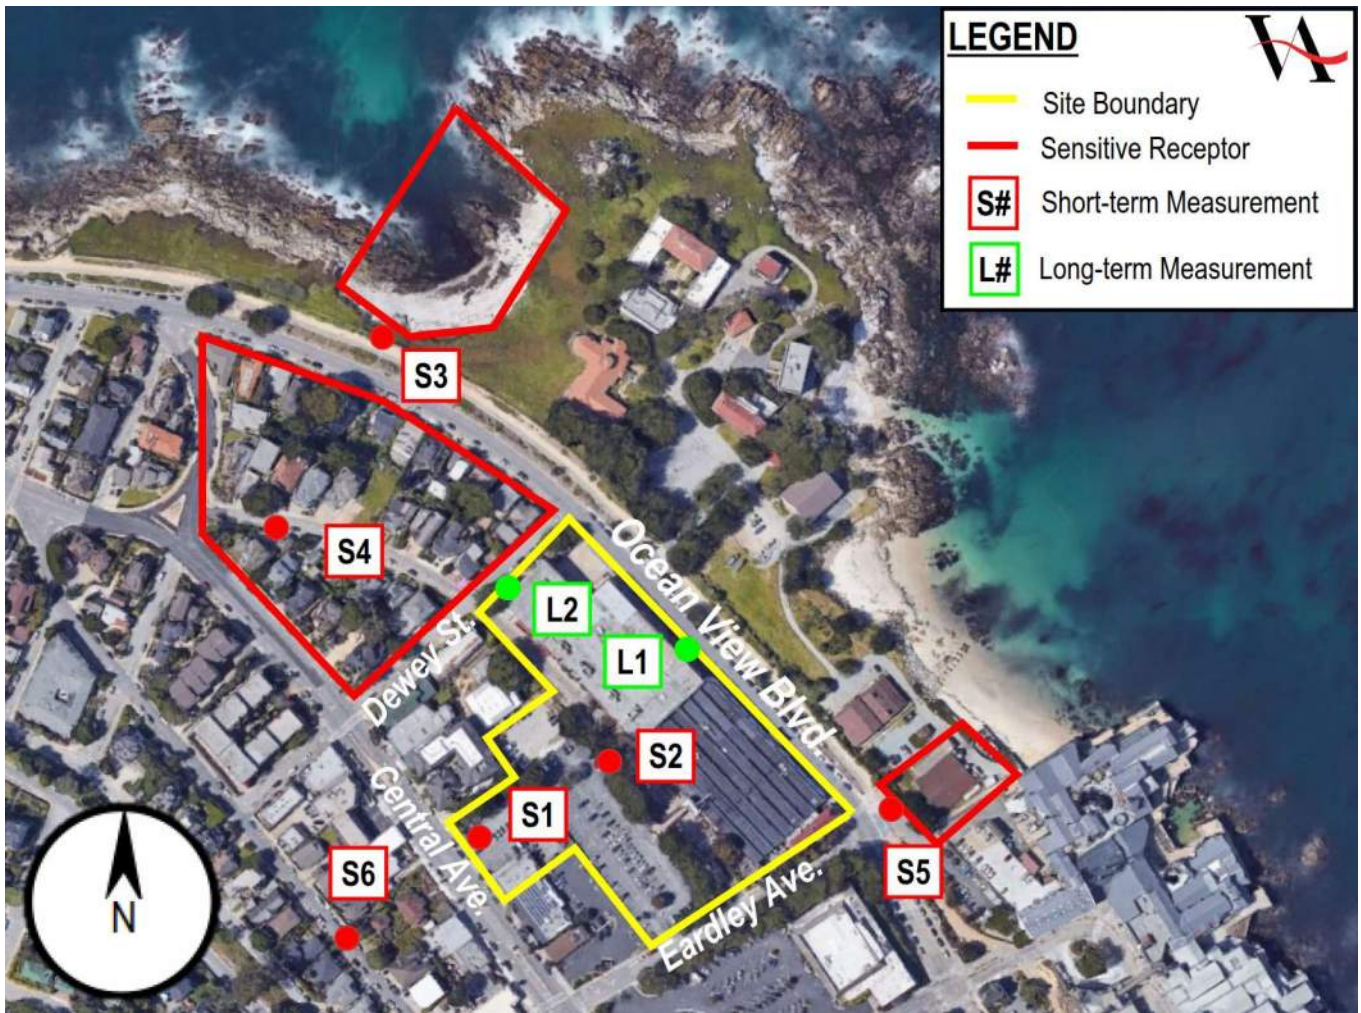 LEGEND
VA
Site Boundary
Sensitive Receptor
S# Short-term Measurement
L# Long-term Measurement
S3
S4
Ocean View Blvd.
L2
Dewey St.
L1
S2
Central Ave.
S1
S6
S5
Eardley Ave.
N